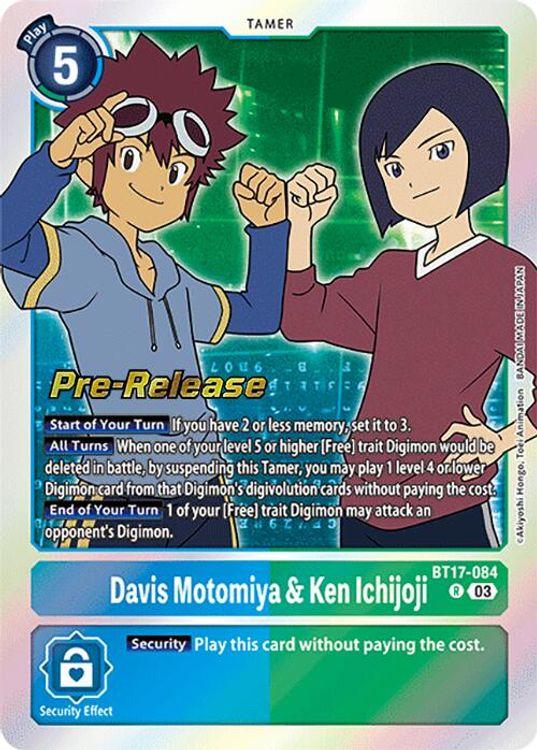 TAMER
Play
5
Pre-Release
Start of Your Turn If you have 2 or less memory, set it to 3.
All Turns When one of your level 5 or higher [Free] trait Digimon would be
deleted in battle, by suspending this Tamer, you may play 1 level 4 or lower
Digimon card from that Digimon's digivolution cards without paying the cost.
End of Your Turn 1 of your [Free] trait Digimon may attack an
opponent's Digimon.
©Akiyoshi Hongo, Toei Animation BANDAI MADE IN JAPAN
BT17-084
Davis Motomiya & Ken Ichijoji R 03
Security Play this card without paying the cost.
Security Effect